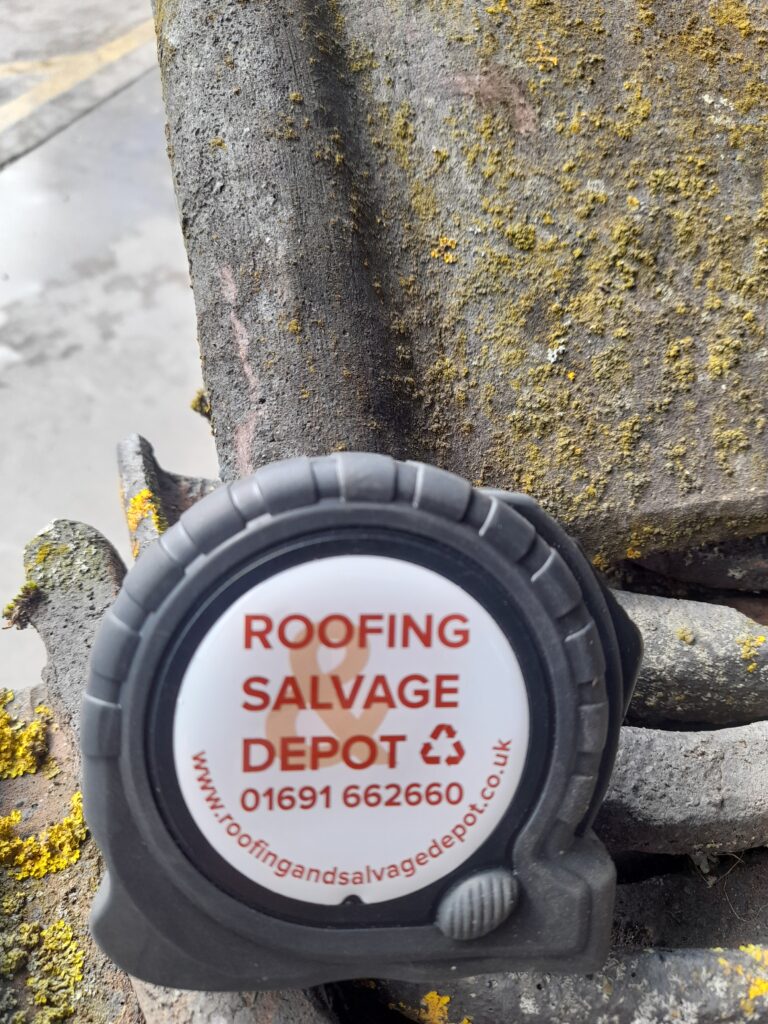 ROOFING
SALVAGE
DEPOT
01691 662660
www.roofingandsalvagedepot.co.uk